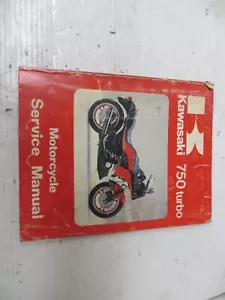 Kawasaki 750 turbo
Motorcycle
Service Manual